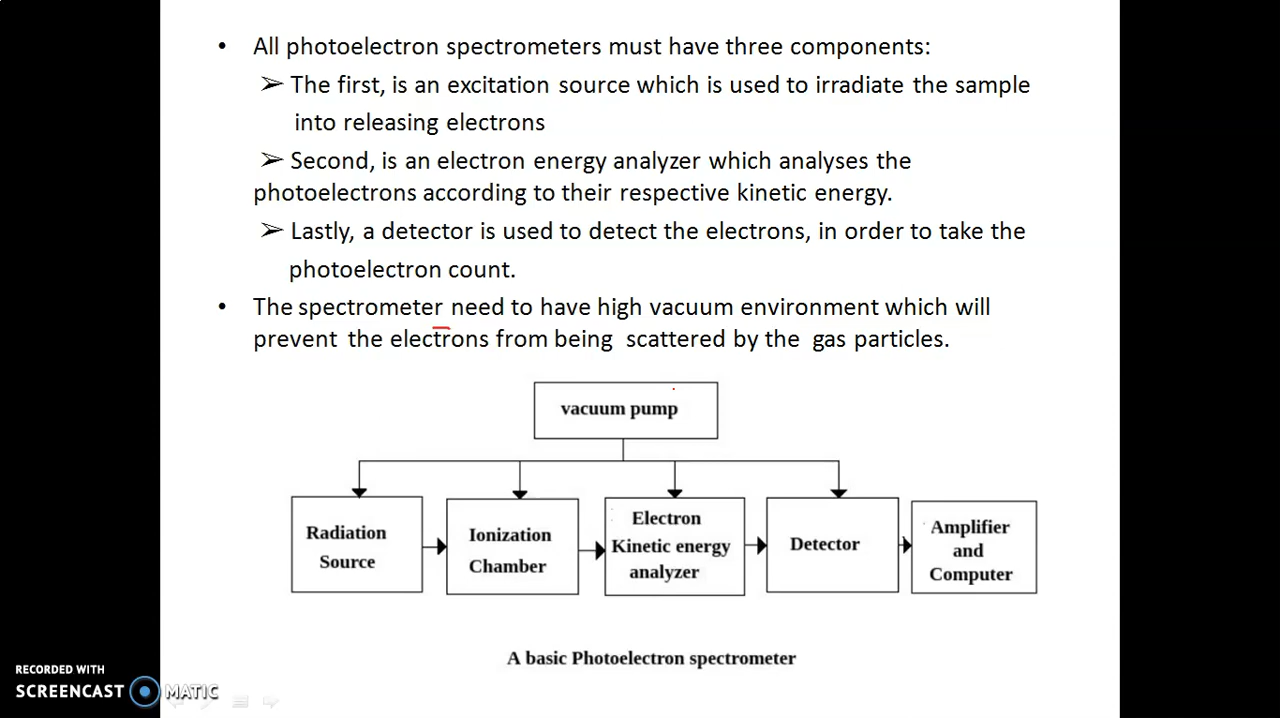 • All photoelectron spectrometers must have three components:
➢ The first, is an excitation source which is used to irradiate the sample
into releasing electrons
➢ Second, is an electron energy analyzer which analyses the
photoelectrons according to their respective kinetic energy.
➢ Lastly, a detector is used to detect the electrons, in order to take the
photoelectron count.
• The spectrometer need to have high vacuum environment which will
prevent the electrons from being scattered by the gas particles.
vacuum pump
Radiation
Source
Ionization
Chamber
Electron
Kinetic energy
analyzer
Detector
Amplifier
and
Computer
A basic Photoelectron spectrometer
RECORDED WITH
SCREENCAST MATIC